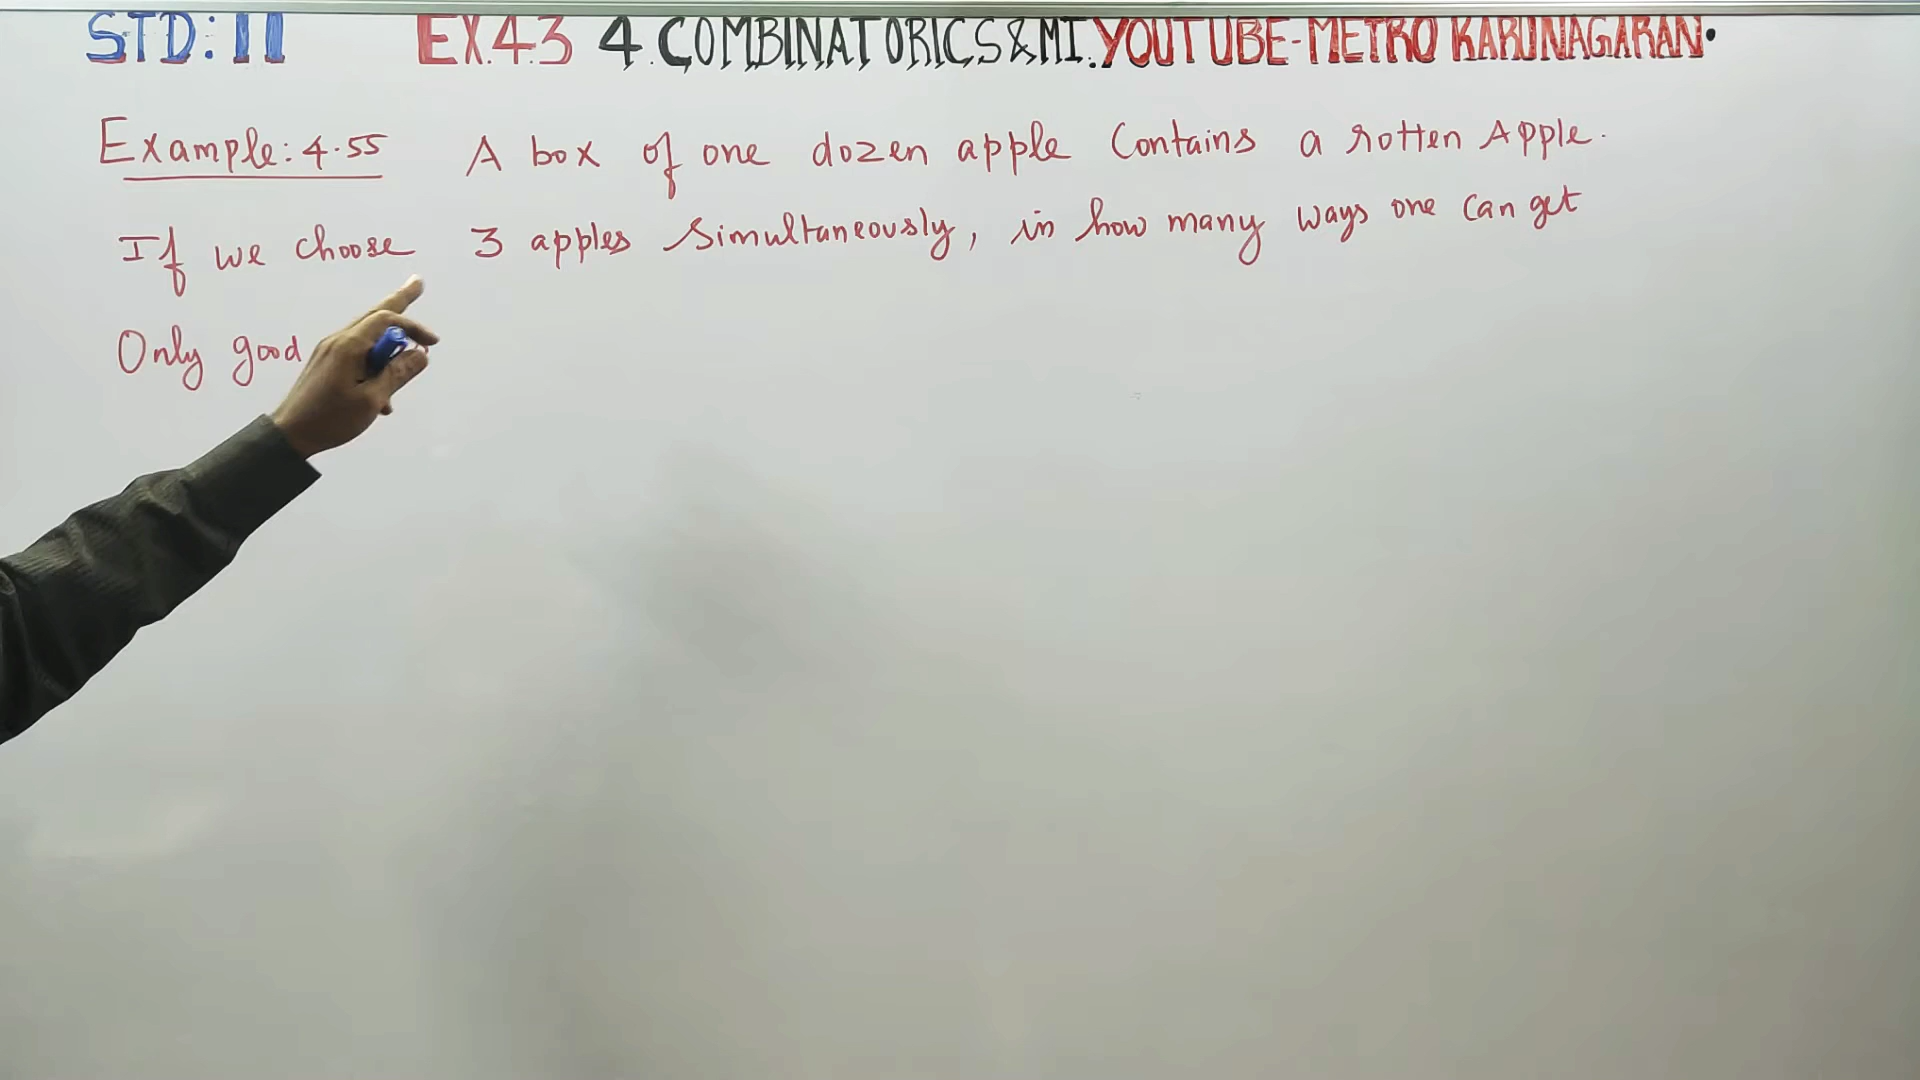 STD: 11 EX.4.3 4. COMBINATORICS & MI. YOUTUBE-METRO KARUNAGARAN.
Example: 4.55 A box of one dozen apple Contains a rotten Apple.
If we choose 3 apples simultaneously, in how many ways one can get
Only good